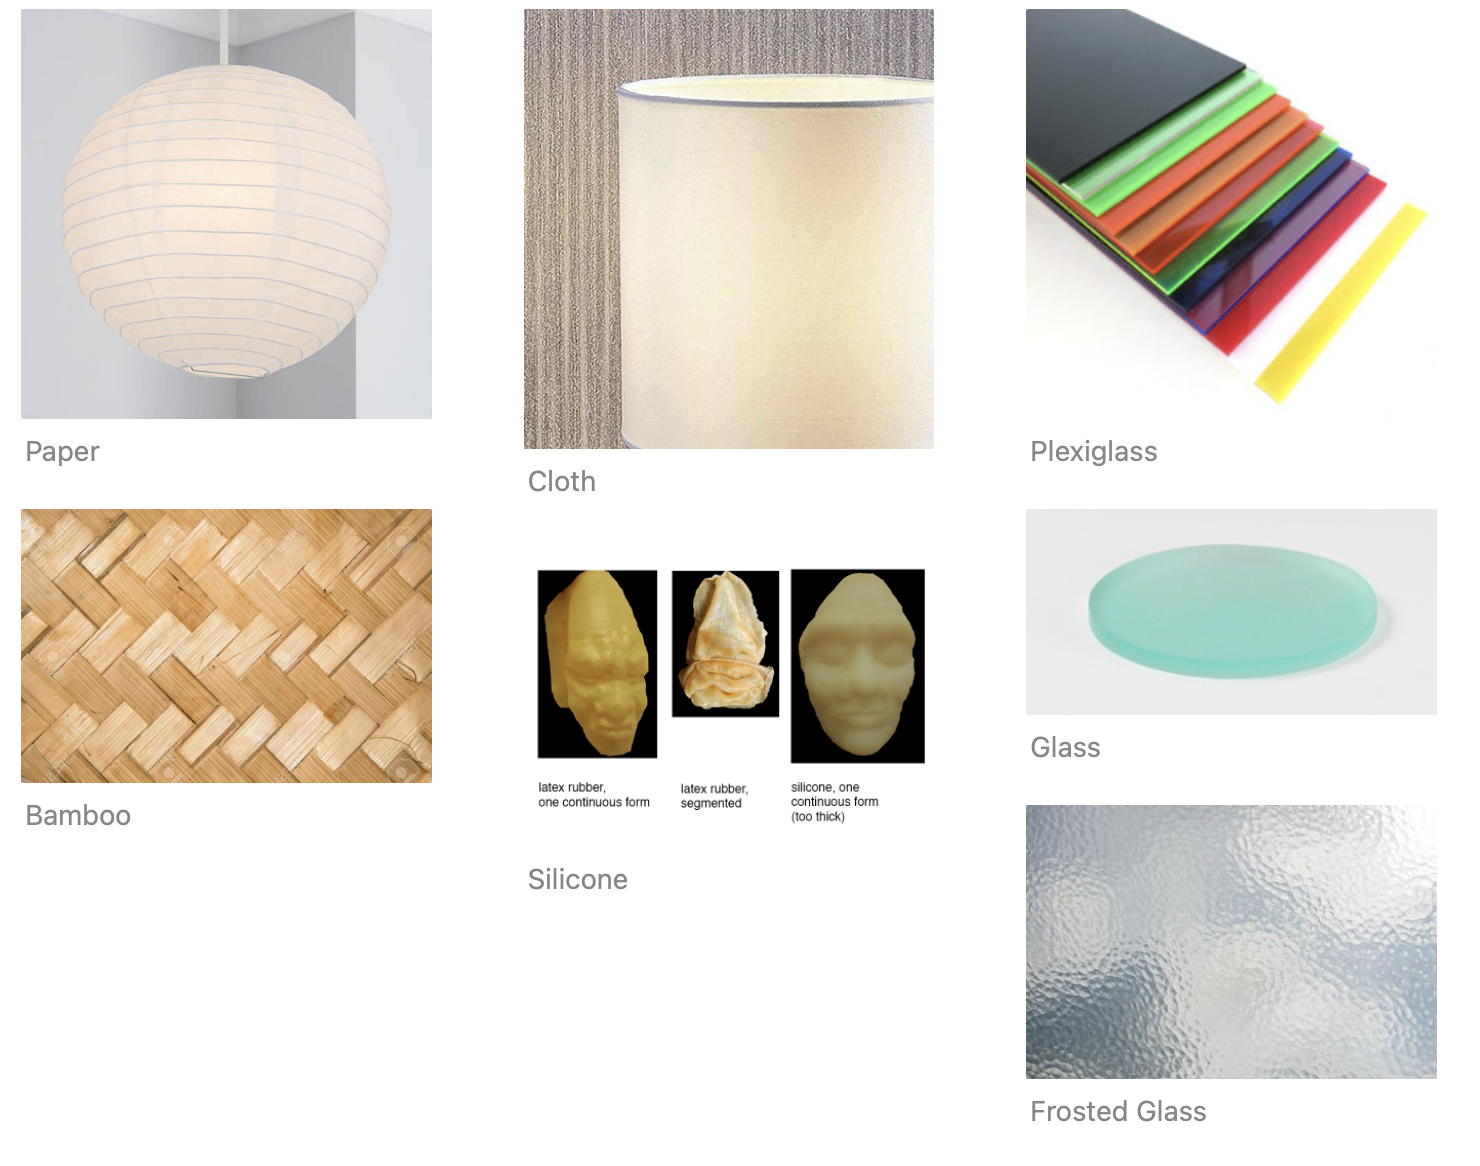 Paper
Cloth
Plexiglass
Bamboo
latex rubber,
one continuous form
latex rubber,
segmented
silicone, one
continuous form
(too thick)
Silicone
Glass
Frosted Glass